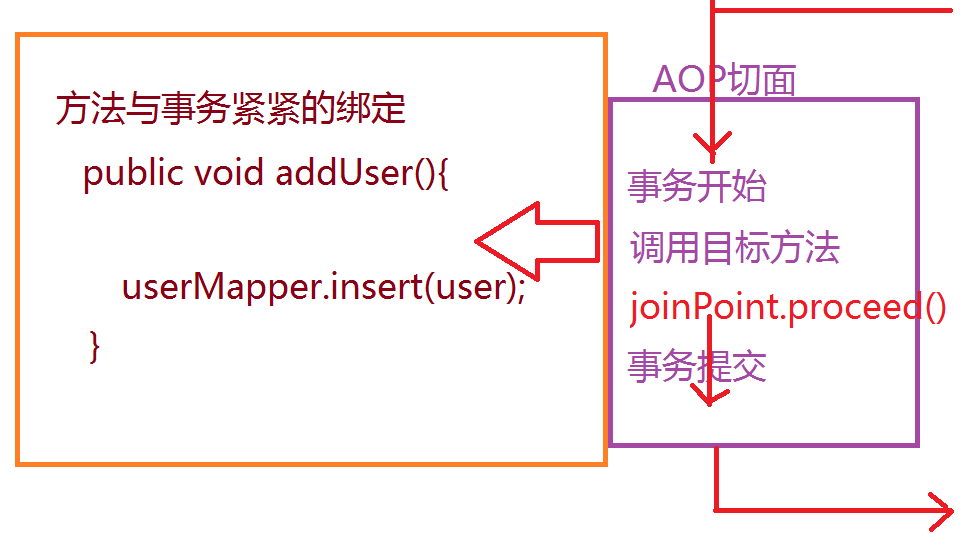 方法与事务紧紧的绑定
public void addUser(){
userMapper.insert(user);
}
AOP切面
事务开始
调用目标方法
joinPoint.proceed()
事务提交